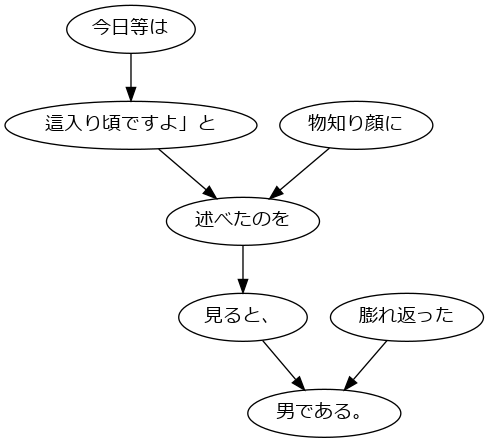 今日等は
這入り頃ですよ」と
物知り顔に
述べたのを
見ると、
膨れ返った
男である。